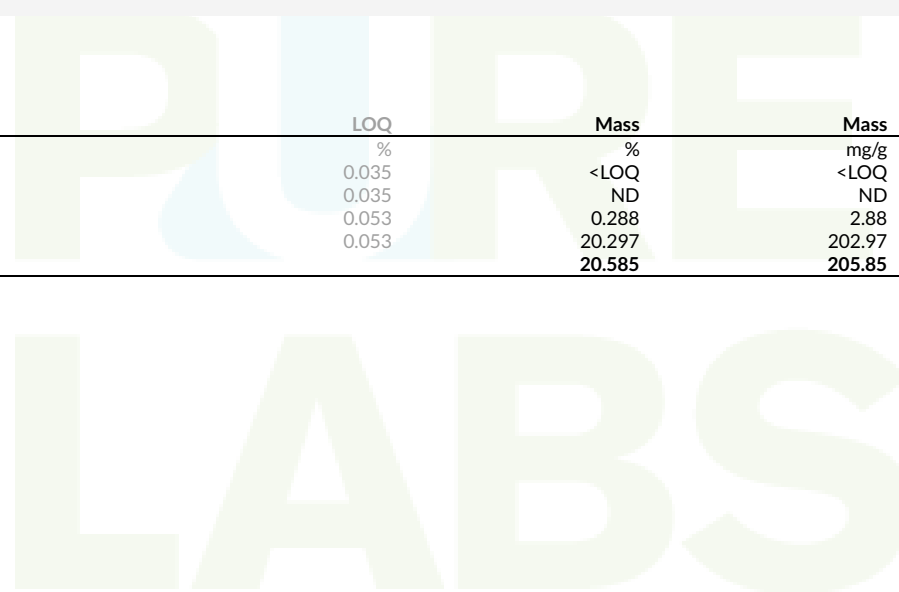 PURE
LOQ Mass Mass
% % mg/g
0.035 <LOQ <LOQ
0.035 ND ND
0.053 0.288 2.88
0.053 20.297 202.97
20.585 205.85
LABS